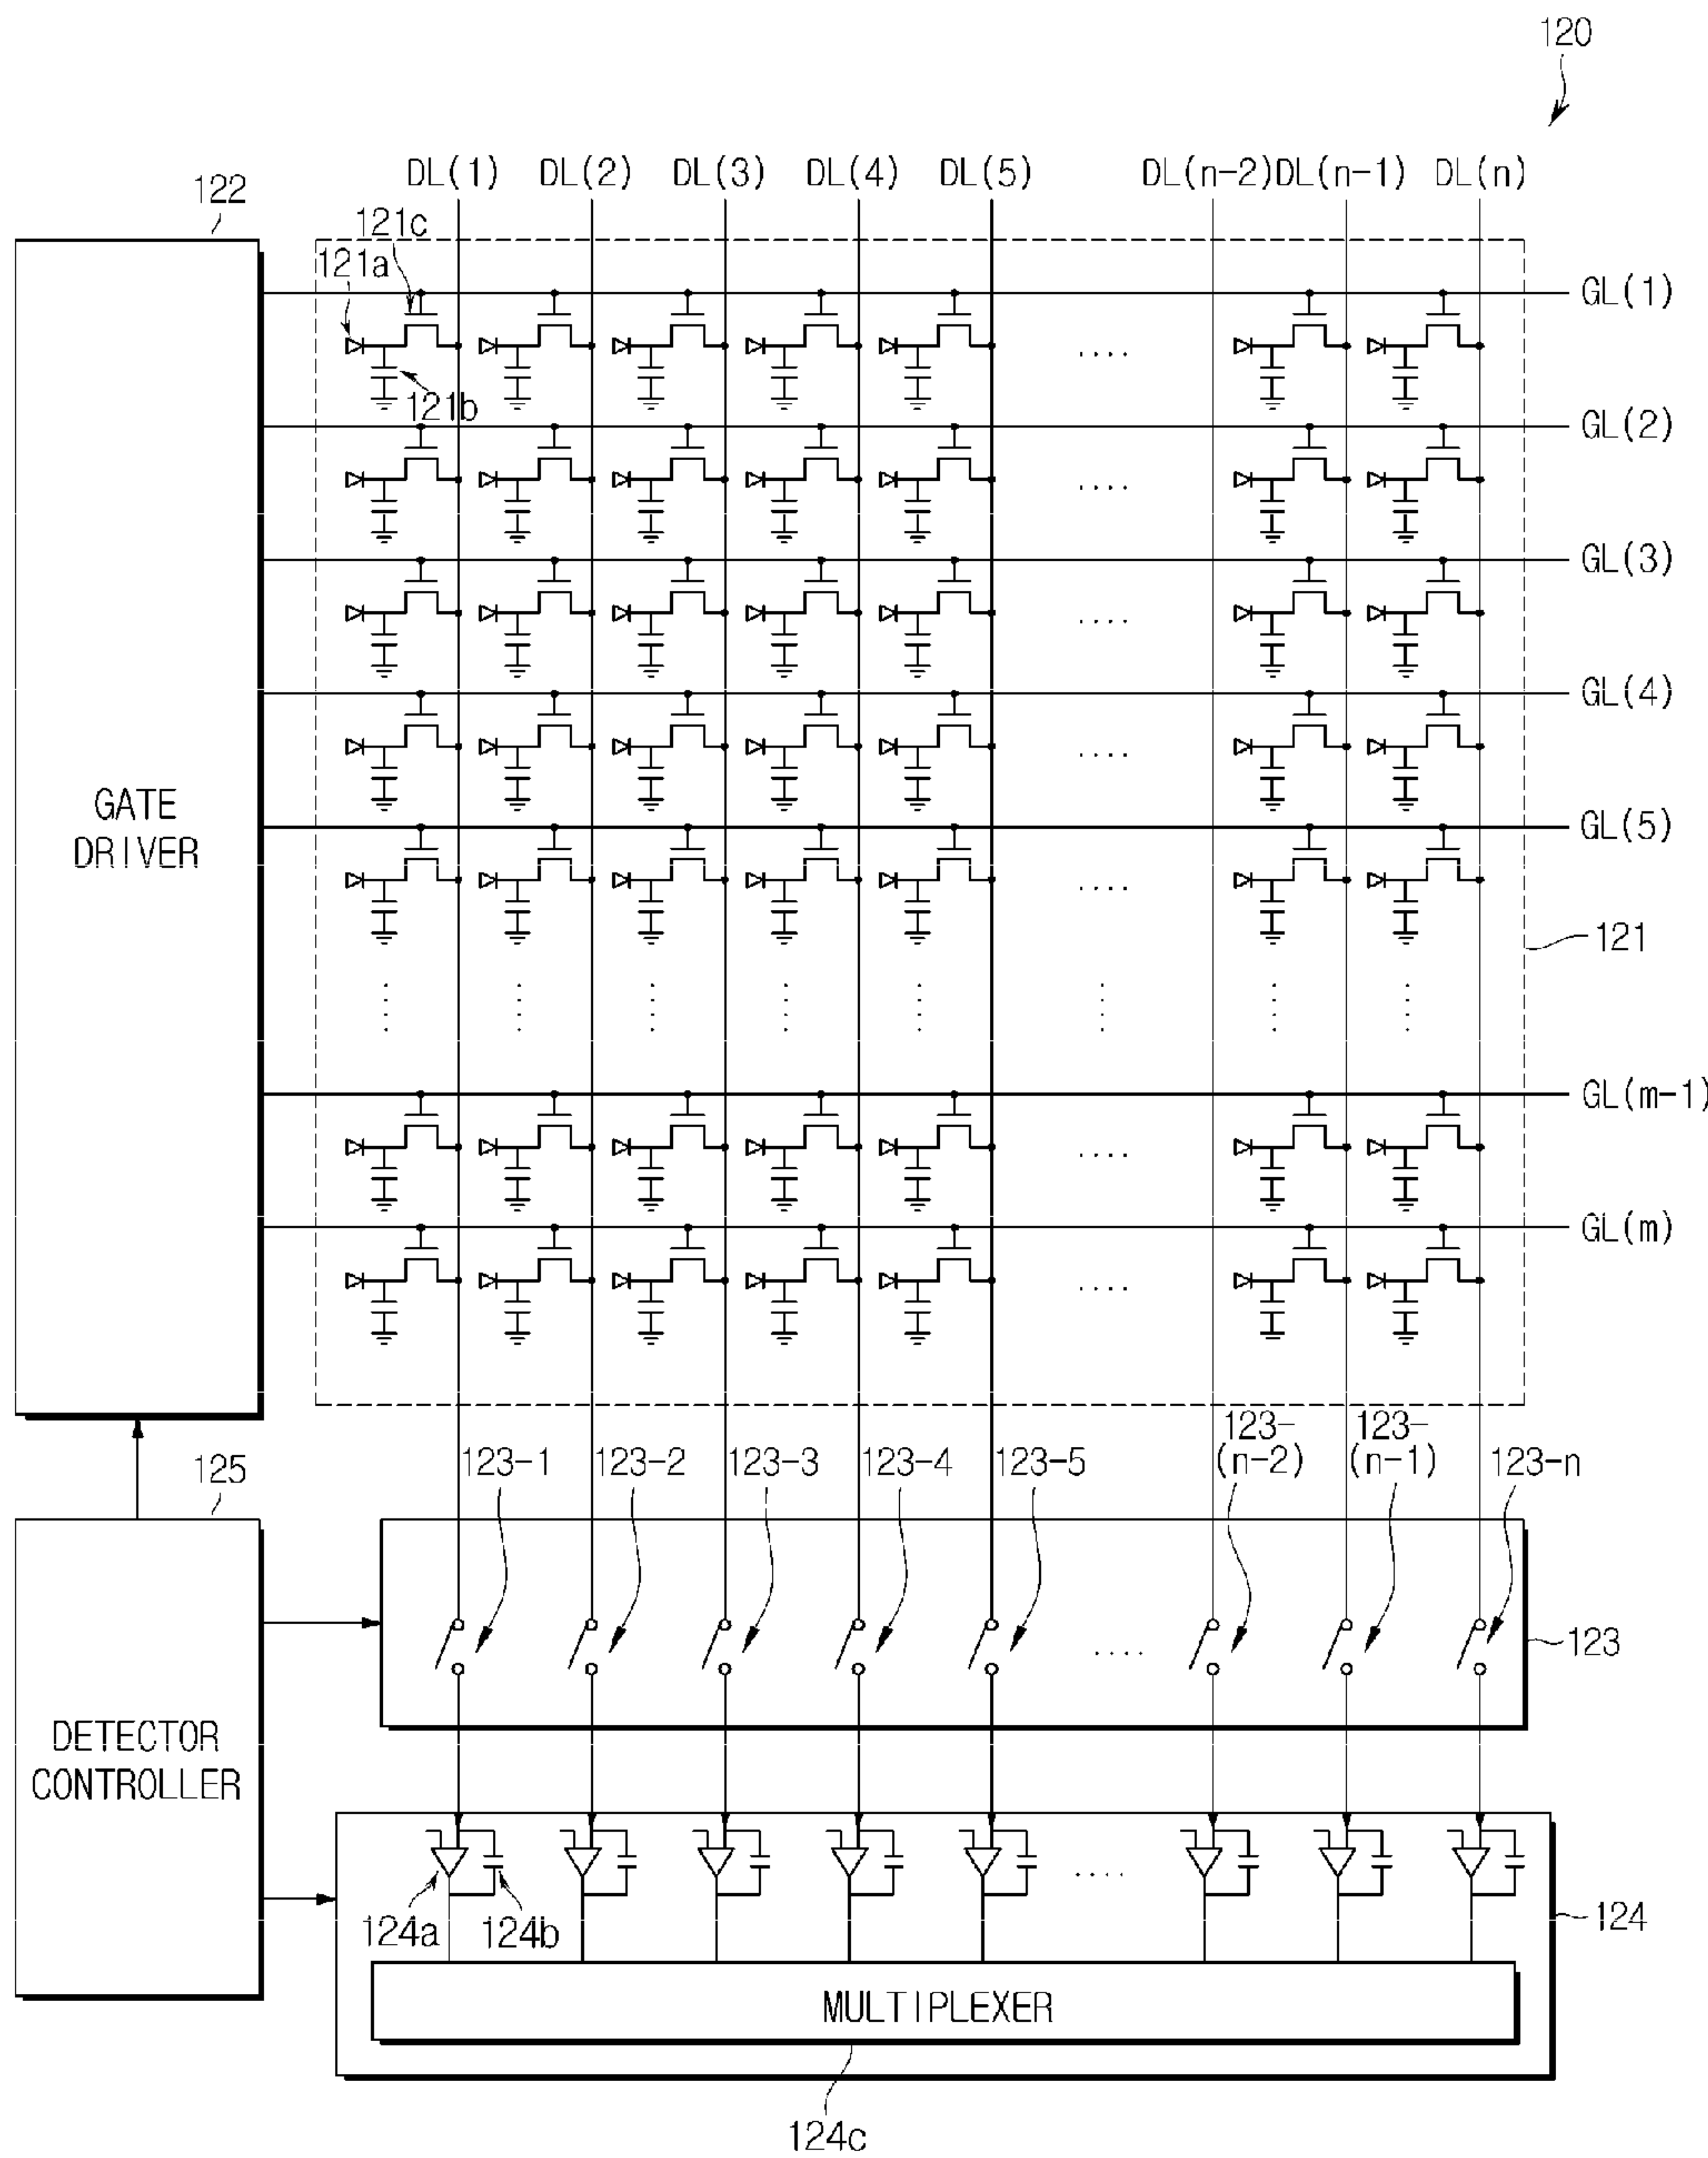 120
DL(1) DL(2) DL(3) DL(4) DL(5) DL(n-2) DL(n-1) DL(n)
122
121c
121a
GL(1)
121b
GL(2)
GL(3)
GL(4)
GATE
DRIVER
GL(5)
121
GL(m-1)
GL(m)
125
123-1 123-2 123-3 123-4 123-5 123-(n-2) 123-(n-1) 123-n
123
DETECTOR
CONTROLLER
124a 124b
124
MULTIPLEXER
124c